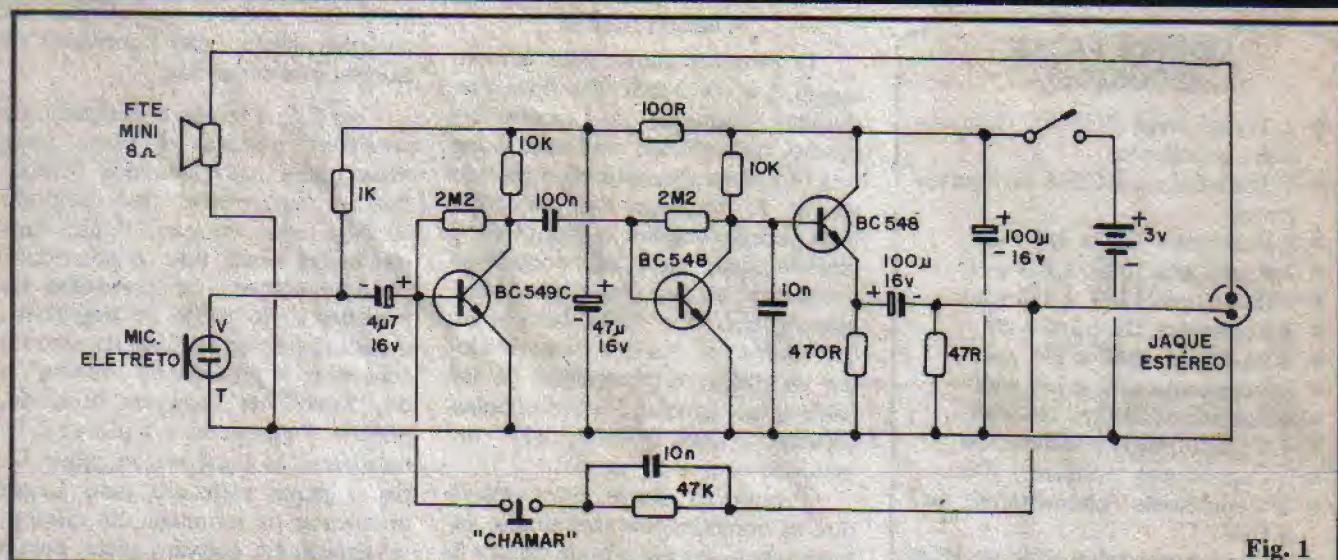 FTE
MINI
8Ω
1K
10K
2M2
100n
100R
10K
2M2
BC548
BC548
BC549C
4µ7
16v
47µ
16v
10n
100µ
16v
470R
47R
100µ
16v
3v
MIC.
ELETRETO
V
T
JAQUE
ESTÉREO
10n
47K
"CHAMAR"
Fig. 1